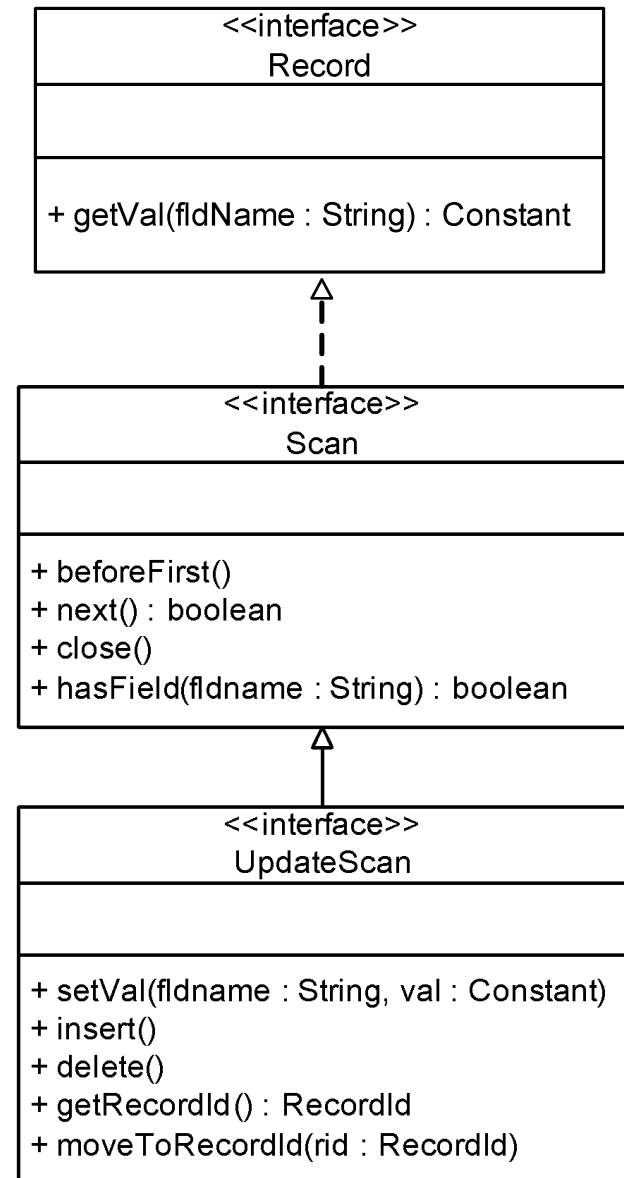 <<interface>>
Record
+ getVal(fldName : String) : Constant
<<interface>>
Scan
+ beforeFirst()
+ next() : boolean
+ close()
+ hasField(fldname : String) : boolean
<<interface>>
UpdateScan
+ setVal(fldname : String, val : Constant)
+ insert()
+ delete()
+ getRecordId() : RecordId
+ moveToRecordId(rid : RecordId)